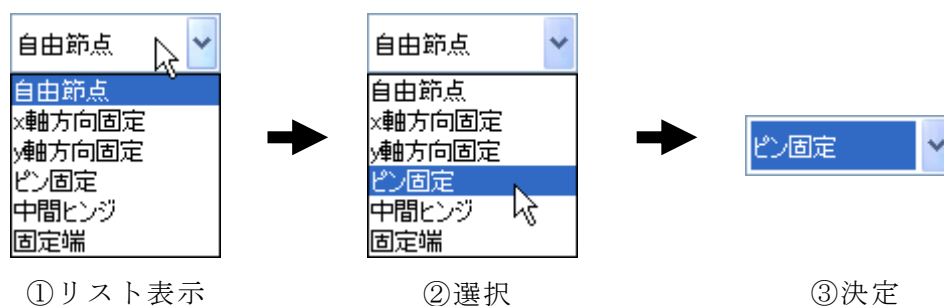 自由節点
自由節点
x軸方向固定
y軸方向固定
ピン固定
中間ヒンジ
固定端
①リスト表示
自由節点
自由節点
x軸方向固定
y軸方向固定
ピン固定
中間ヒンジ
固定端
②選択
ピン固定
③決定